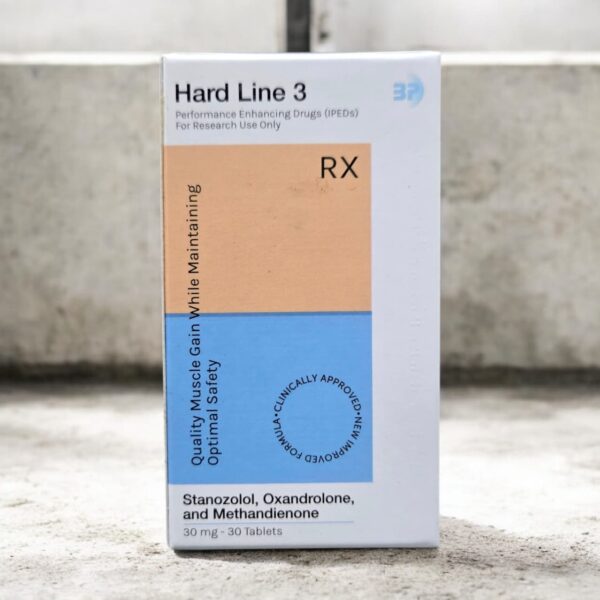 Hard Line 3
Performance Enhancing Drugs (IPEDs)
For Research Use Only
RX
Quality Muscle Gain While Maintaining
Optimal Safety
•CLINICALLY APPROVED•NEW IMPROVED FORMULA
Stanozolol, Oxandrolone,
and Methandienone
30 mg - 30 Tablets